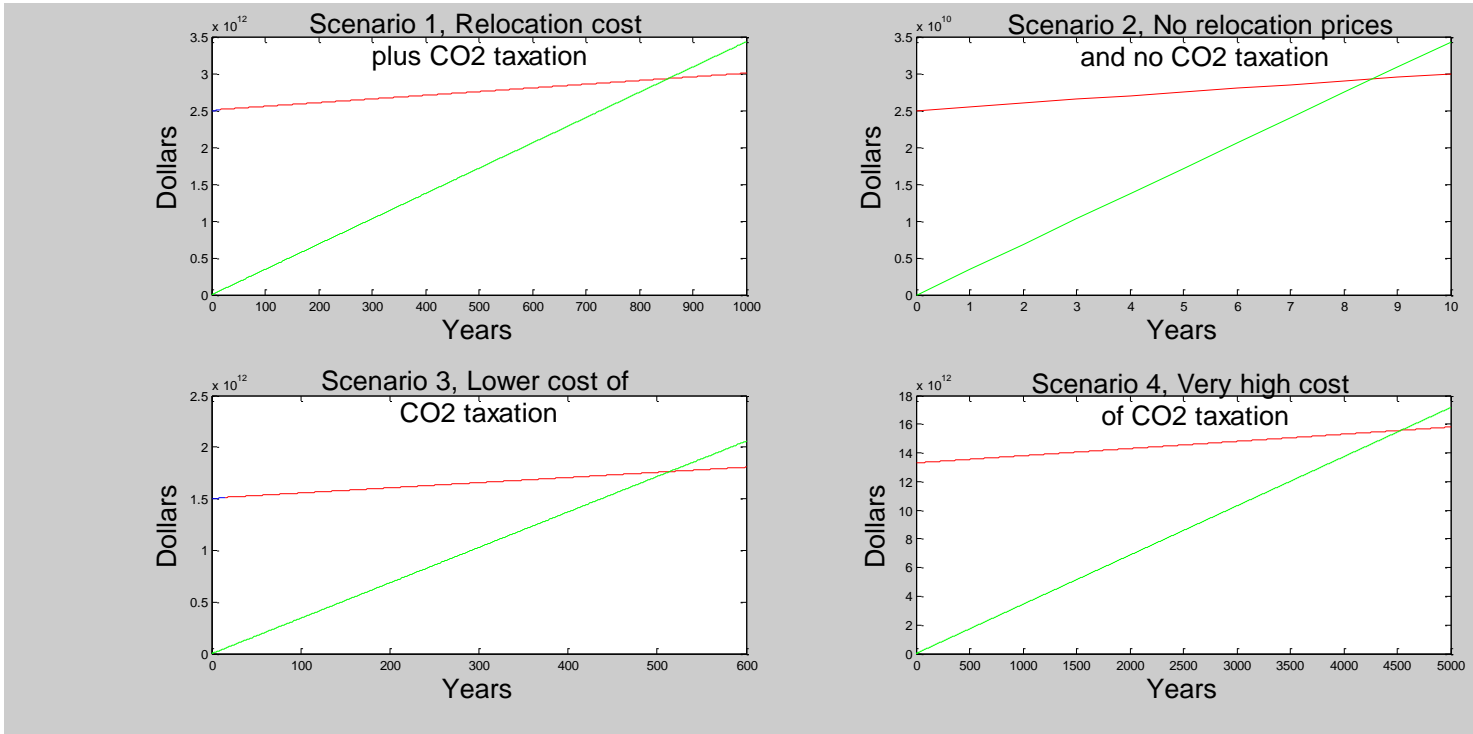 Scenario 1, Relocation cost
plus CO2 taxation
x 10^12
3.5
3
2.5
2
1.5
1
0.5
0
Dollars
0 100 200 300 400 500 600 700 800 900 1000
Years
Scenario 2, No relocation prices
and no CO2 taxation
x 10^10
3.5
3
2.5
2
1.5
1
0.5
0
Dollars
0 1 2 3 4 5 6 7 8 9 10
Years
Scenario 3, Lower cost of
CO2 taxation
x 10^12
2.5
2
1.5
1
0.5
0
Dollars
0 100 200 300 400 500 600
Years
Scenario 4, Very high cost
of CO2 taxation
x 10^12
18
16
14
12
10
8
6
4
2
0
Dollars
0 500 1000 1500 2000 2500 3000 3500 4000 4500 5000
Years